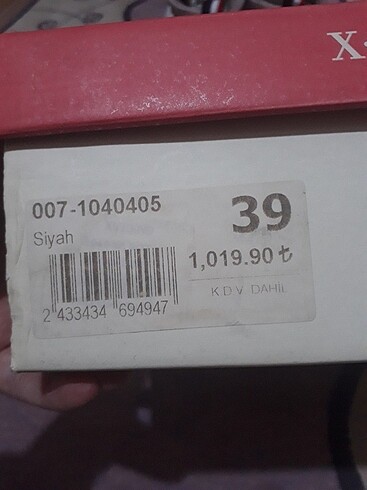 X
007-1040405
39
Siyah
1,019.90 ₺
K.D.V. DAHİL
2 433434 694947